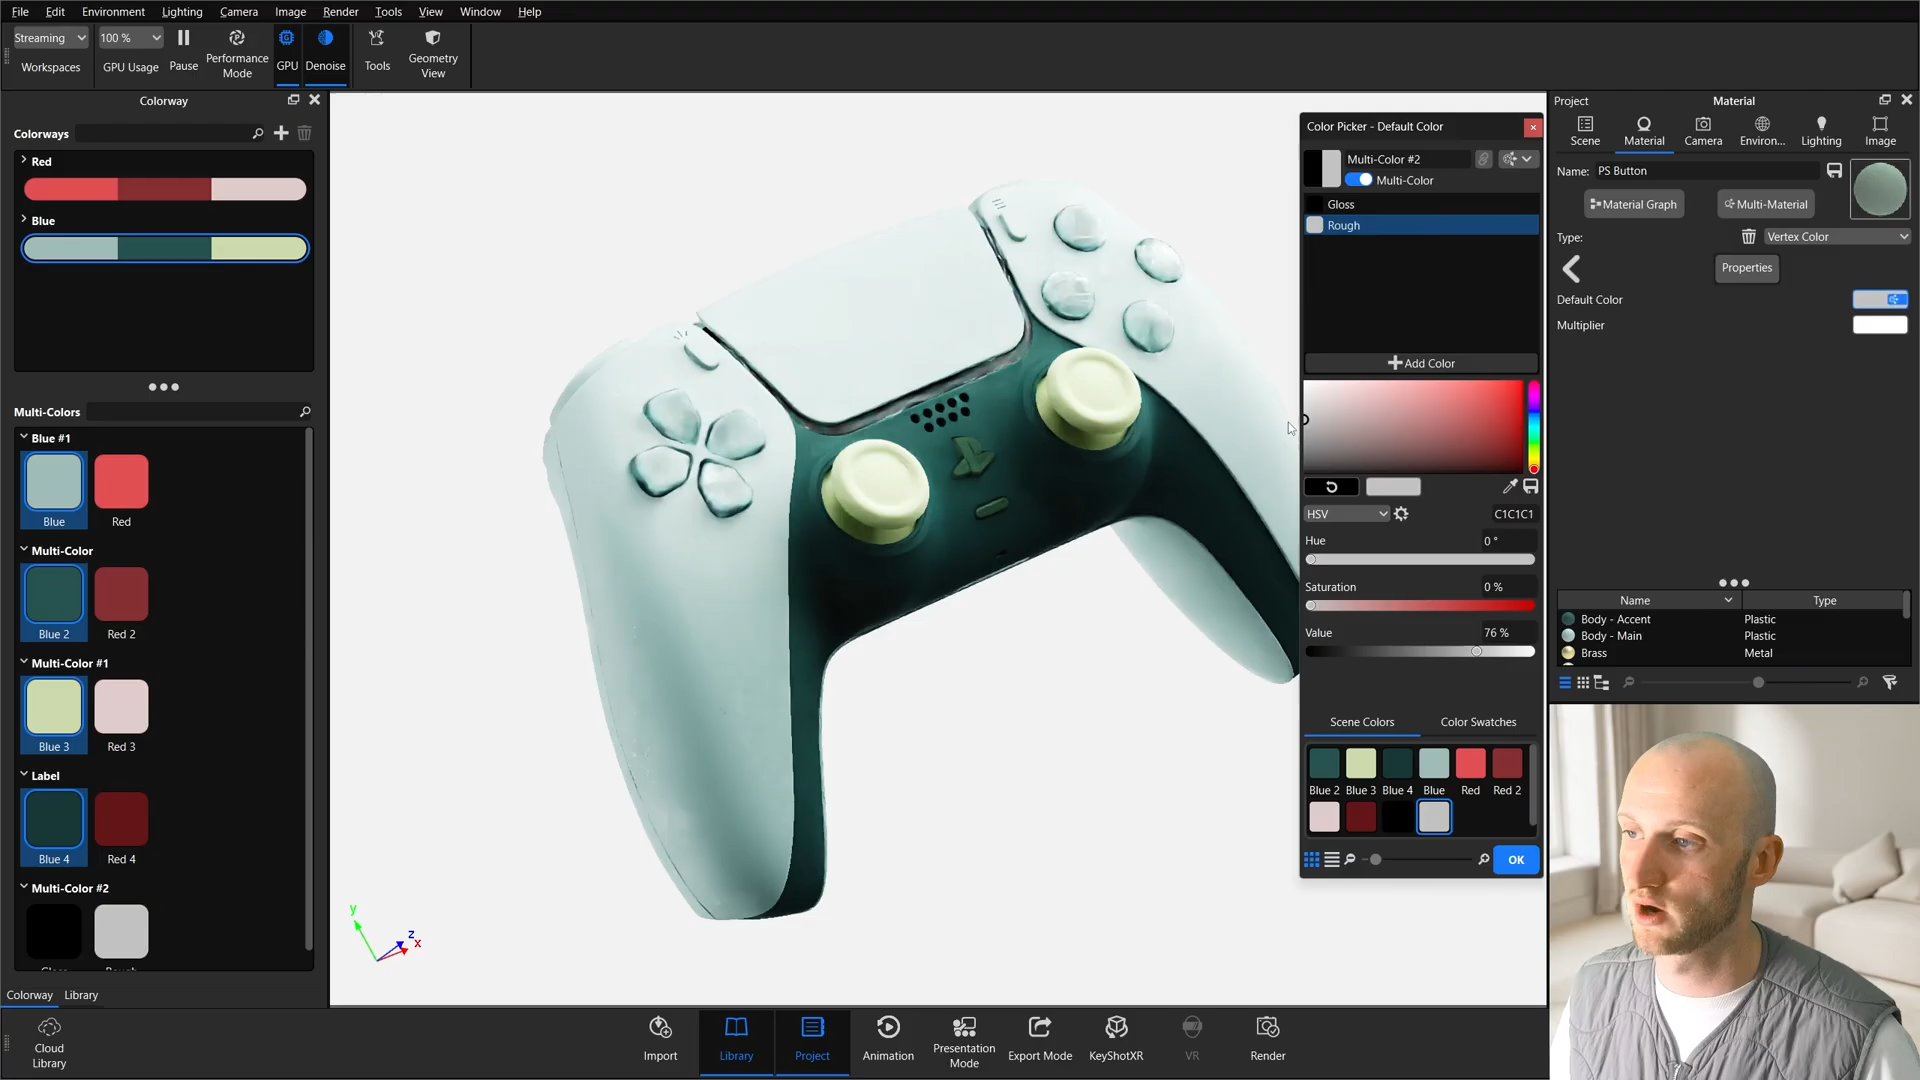 File Edit Environment Lighting Camera Image Render Tools View Window Help
Streaming 100 %
Workspaces GPU Usage Pause Performance Mode GPU Denoise Tools Geometry View
Colorway
Colorways
Red
Blue
Multi-Colors
Blue #1
Blue Red
Multi-Color
Blue 2 Red 2
Multi-Color #1
Blue 3 Red 3
Label
Blue 4 Red 4
Multi-Color #2
Gloss Rough
Colorway Library
Cloud Library
Import Library Project Animation Presentation Mode Export Mode KeyShotXR VR Render
y z x
Color Picker - Default Color
Multi-Color #2
Multi-Color
Gloss
Rough
Add Color
HSV C1C1C1
Hue 0 °
Saturation 0 %
Value 76 %
Scene Colors Color Swatches
Blue 2 Blue 3 Blue 4 Blue Red Red 2
OK
Project Material
Scene Material Camera Environ... Lighting Image
Name: PS Button
Material Graph Multi-Material
Type: Vertex Color
Properties
Default Color
Multiplier
Name Type
Body - Accent Plastic
Body - Main Plastic
Brass Metal